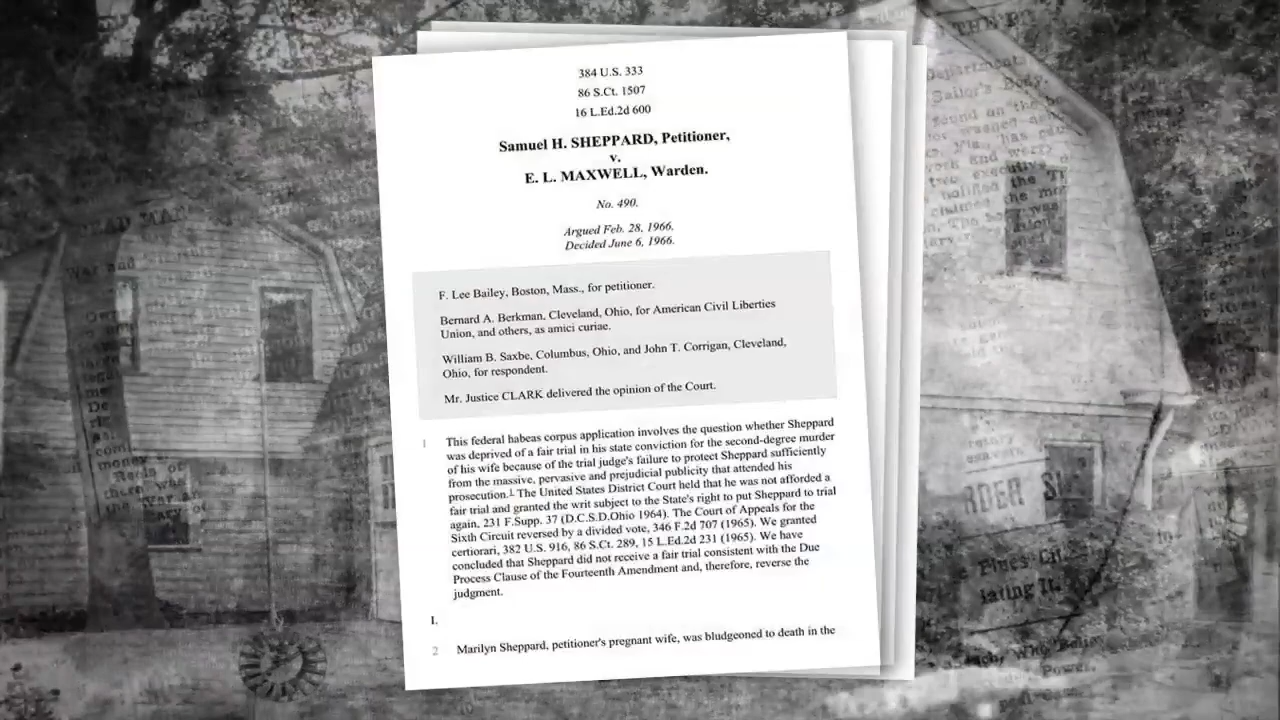 384 U.S. 333
86 S.Ct. 1507
16 L.Ed.2d 600
Samuel H. SHEPPARD, Petitioner,
v.
E. L. MAXWELL, Warden.
No. 490.
Argued Feb. 28, 1966.
Decided June 6, 1966.
F. Lee Bailey, Boston, Mass., for petitioner.
Bernard A. Berkman, Cleveland, Ohio, for American Civil Liberties
Union, and others, as amici curiae.
William B. Saxbe, Columbus, Ohio, and John T. Corrigan, Cleveland,
Ohio, for respondent.
Mr. Justice CLARK delivered the opinion of the Court.
1 This federal habeas corpus application involves the question whether Sheppard
was deprived of a fair trial in his state conviction for the second-degree murder
of his wife because of the trial judge's failure to protect Sheppard sufficiently
from the massive, pervasive and prejudicial publicity that attended his
prosecution.1 The United States District Court held that he was not afforded a
fair trial and granted the writ subject to the State's right to put Sheppard to trial
again, 231 F.Supp. 37 (D.C.S.D.Ohio 1964). The Court of Appeals for the
Sixth Circuit reversed by a divided vote, 346 F.2d 707 (1965). We granted
certiorari, 382 U.S. 916, 86 S.Ct. 289, 15 L.Ed.2d 231 (1965). We have
concluded that Sheppard did not receive a fair trial consistent with the Due
Process Clause of the Fourteenth Amendment and, therefore, reverse the
judgment.
I.
2 Marilyn Sheppard, petitioner's pregnant wife, was bludgeoned to death in the